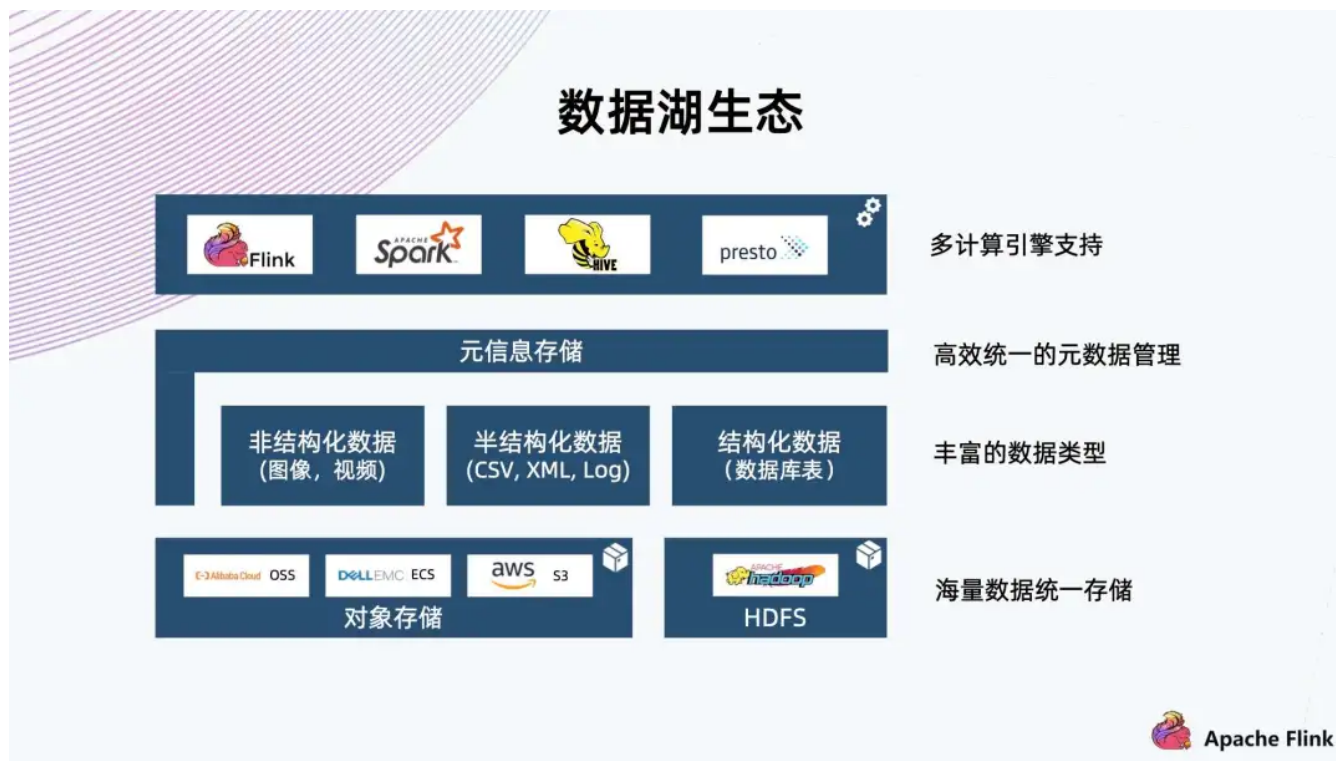 数据湖生态
Flink
APACHE
Spark
HIVE
presto
多计算引擎支持
元信息存储
高效统一的元数据管理
非结构化数据
(图像，视频)
半结构化数据
(CSV, XML, Log)
结构化数据
（数据库表）
丰富的数据类型
Alibaba Cloud OSS
DELLEMC ECS
aws S3
对象存储
APACHE
hadoop
HDFS
海量数据统一存储
Apache Flink